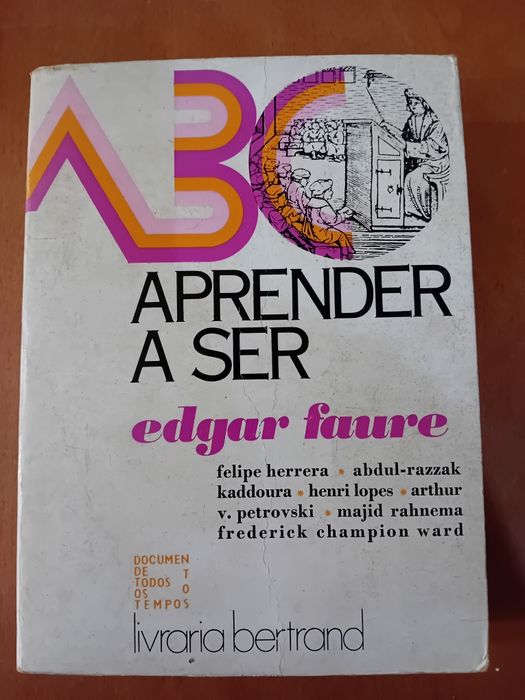 ABC
APRENDER
A SER
edgar faure
felipe herrera • abdul-razzak
kaddoura • henri lopes • arthur
v. petrovski • majid rahnema
frederick champion ward
DOCUMEN
DE T
TODOS O
OS
TEMPOS
livraria bertrand